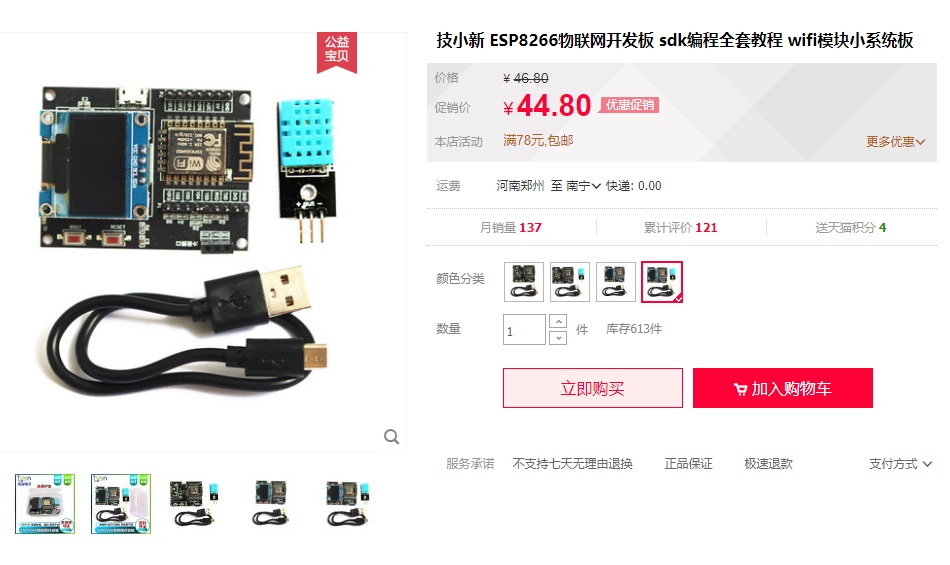 公益
宝贝
技小新 ESP8266物联网开发板 sdk编程全套教程 wifi模块小系统板
价格 ¥ 46.80
促销价 ¥ 44.80 优惠促销
本店活动 满78元,包邮 更多优惠
运费 河南郑州 至 南宁 快递: 0.00
月销量 137 累计评价 121 送天猫积分 4
颜色分类
数量 1 件 库存613件
立即购买 加入购物车
服务承诺 不支持七天无理由退换 正品保证 极速退款 支付方式
RESET
WiFi
FCC
out